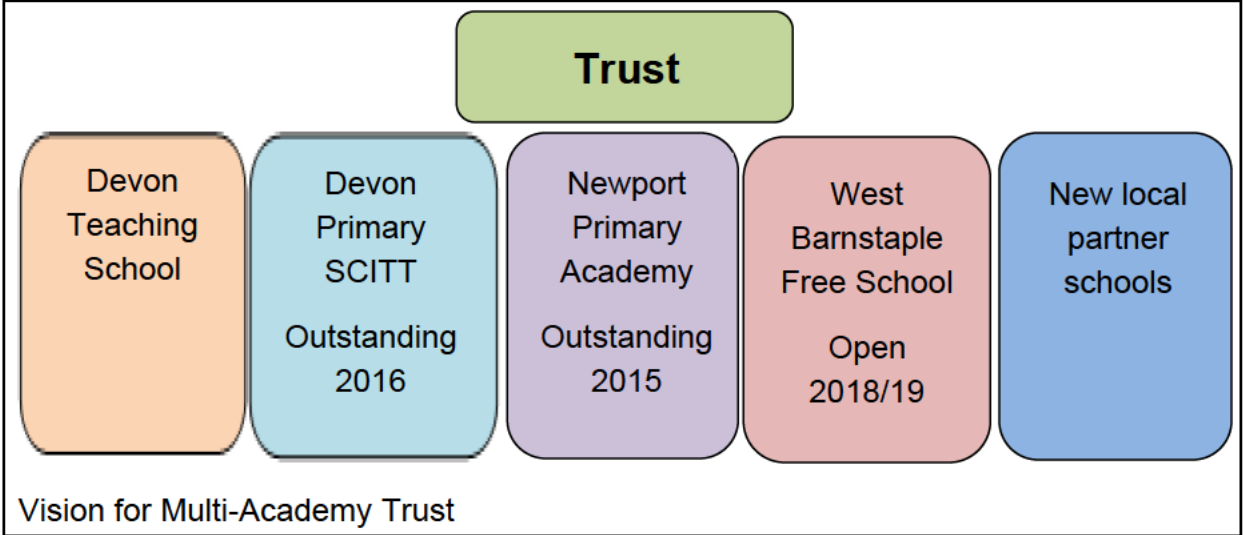 Trust
Devon
Teaching
School
Devon
Primary
SCITT
Outstanding
2016
Newport
Primary
Academy
Outstanding
2015
West
Barnstaple
Free School
Open
2018/19
New local
partner
schools
Vision for Multi-Academy Trust